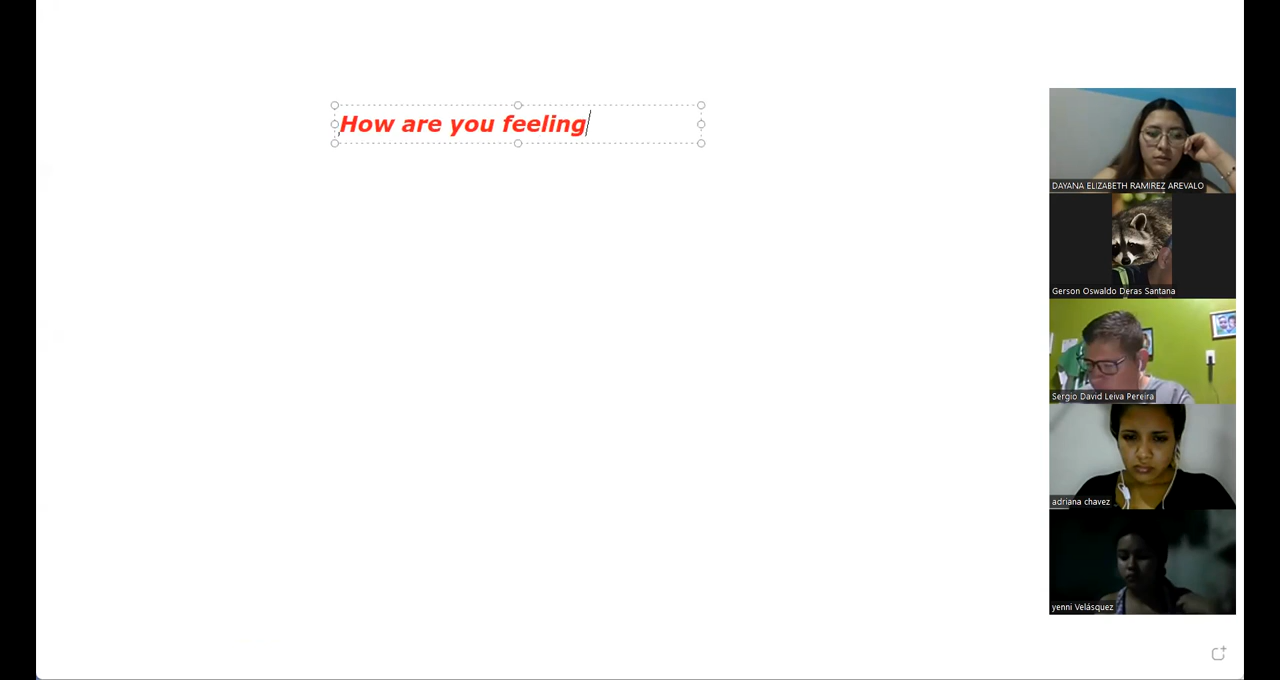 How are you feeling
DAYANA ELIZABETH RAMIREZ AREVALO
Gerson Oswaldo Deras Santana
Sergio David Leiva Pereira
adriana chavez
yenni Velásquez